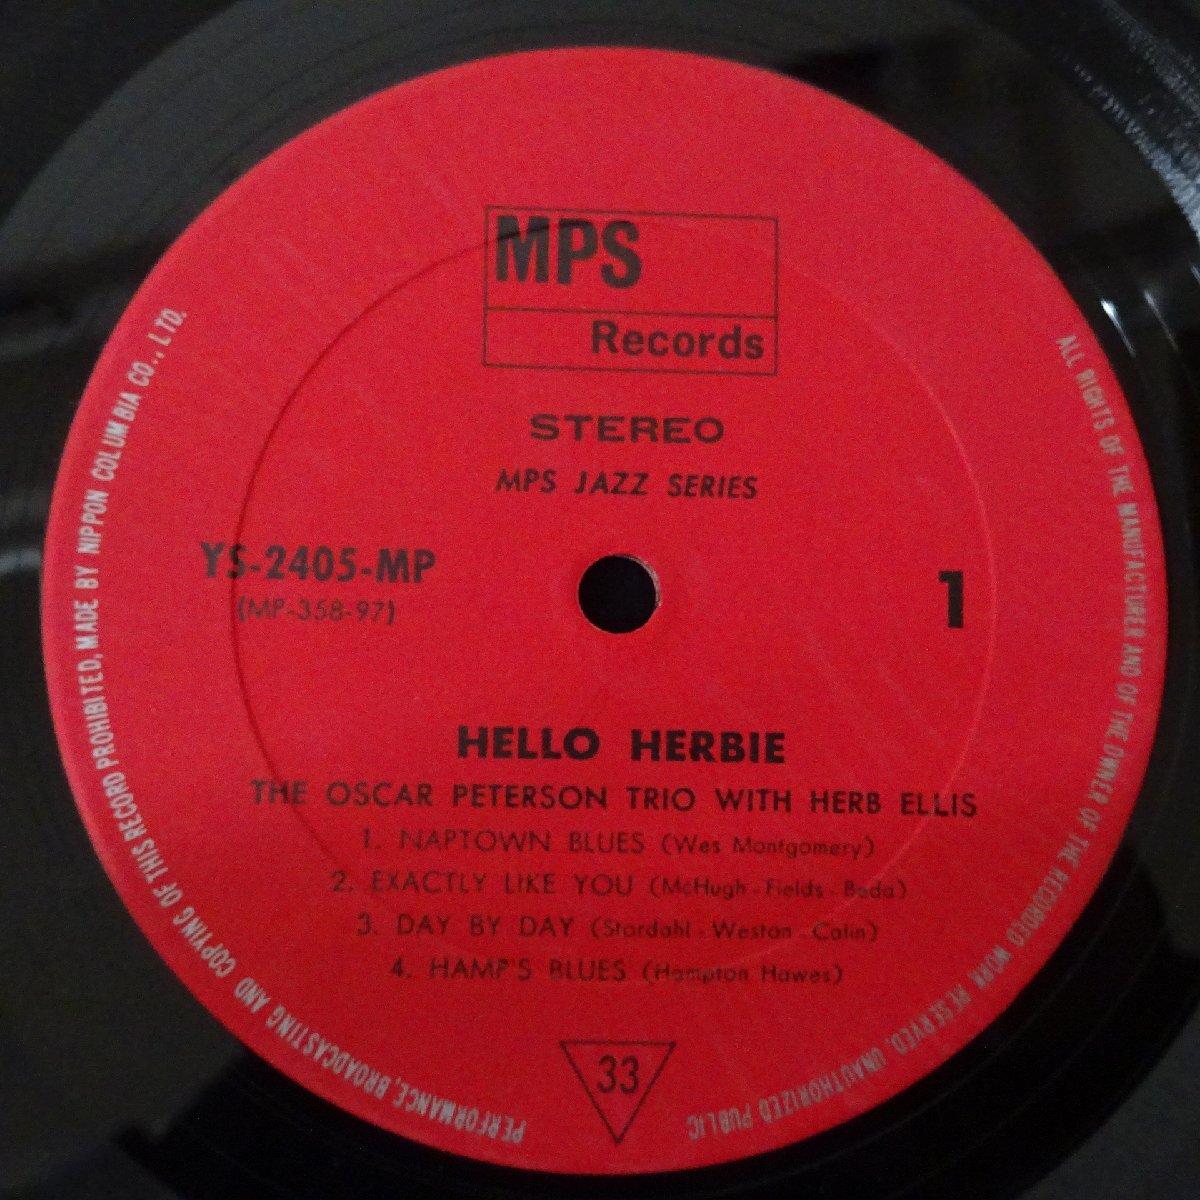 MPS
Records
STEREO
MPS JAZZ SERIES
YS-2405-MP
(MP-358-97)
1
HELLO HERBIE
THE OSCAR PETERSON TRIO WITH HERB ELLIS
1. NAPTOWN BLUES (Wes Montgomery)
2. EXACTLY LIKE YOU (McHugh - Fields - Beda)
3. DAY BY DAY (Stordahl - Weston - Calin)
4. HAMP'S BLUES (Hampton Hawes)
33
ALL RIGHTS OF THE MANUFACTURER AND OF THE OWNER OF THE RECORDED WORK RESERVED, UNAUTHORIZED PUBLIC PERFORMANCE, BROADCASTING AND COPYING OF THIS RECORD PROHIBITED, MADE BY NIPPON COLUMBIA CO., LTD.